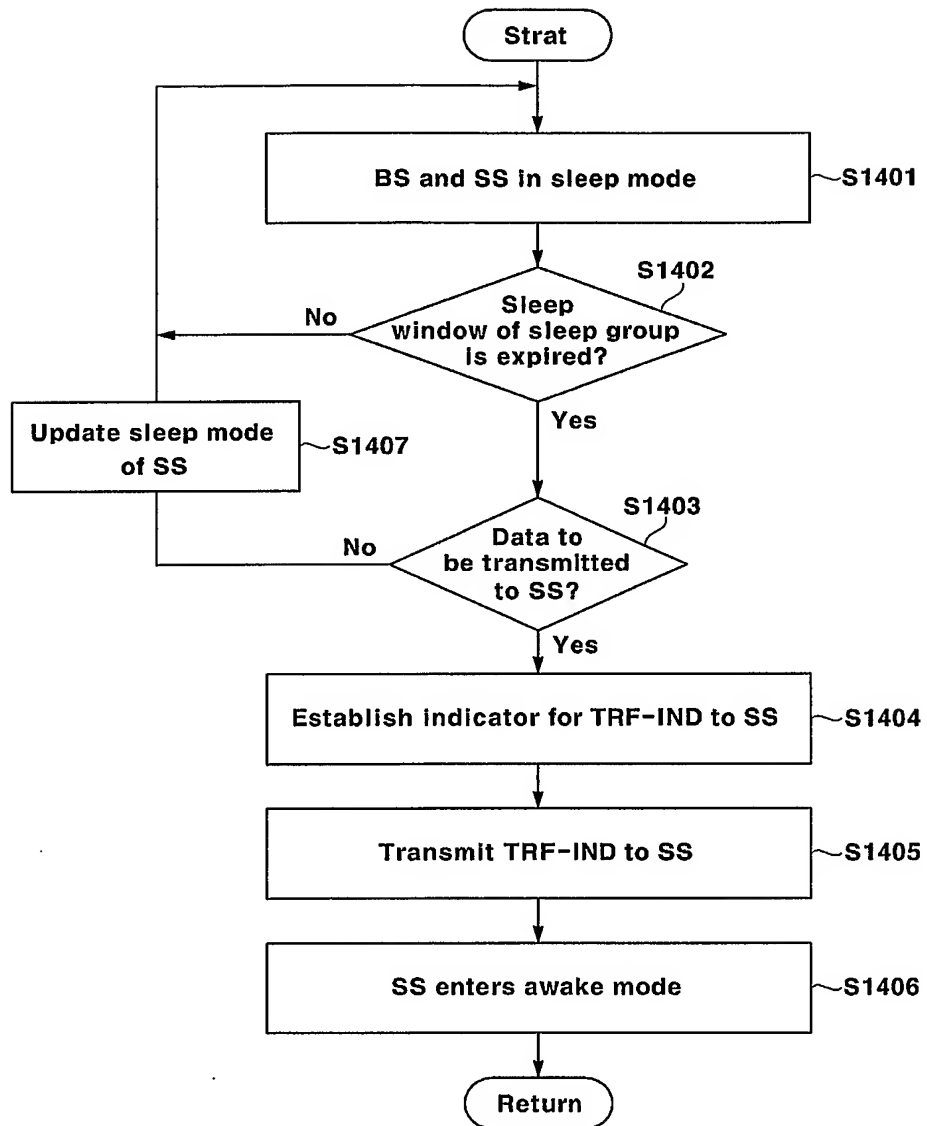 Strat
BS and SS in sleep mode
S1401
S1402
Sleep
window of sleep group
is expired?
No
Yes
Update sleep mode
of SS
S1407
S1403
Data to
be transmitted
to SS?
No
Yes
Establish indicator for TRF-IND to SS
S1404
Transmit TRF-IND to SS
S1405
SS enters awake mode
S1406
Return